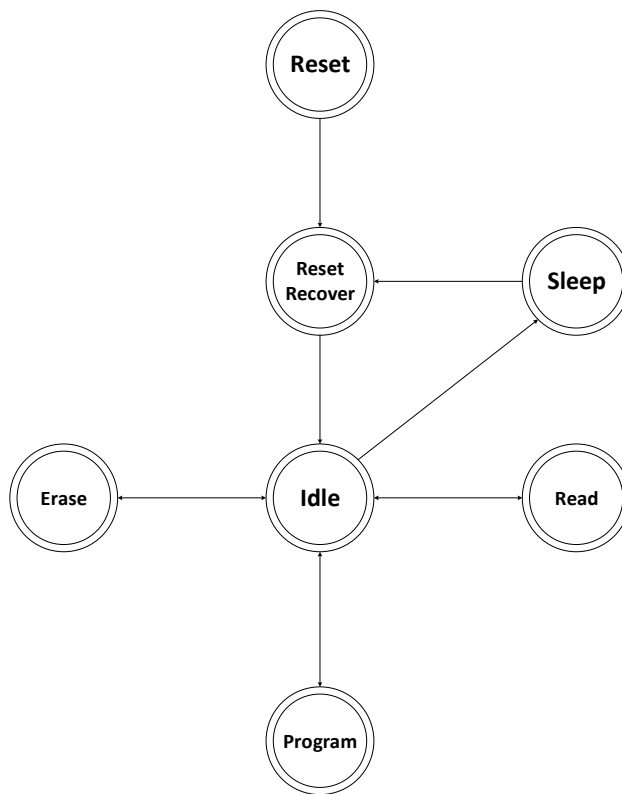 Reset
Reset
Recover
Sleep
Erase
Idle
Read
Program